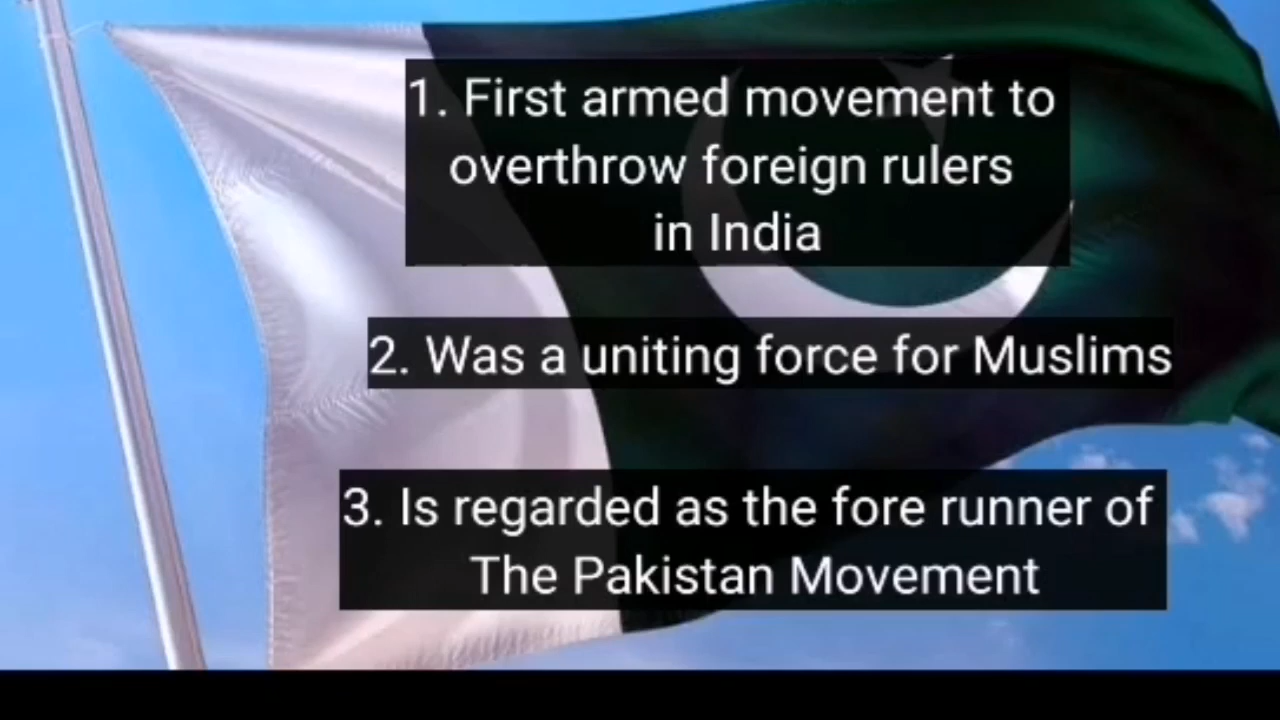 1. First armed movement to
overthrow foreign rulers
in India
2. Was a uniting force for Muslims
3. Is regarded as the fore runner of
The Pakistan Movement